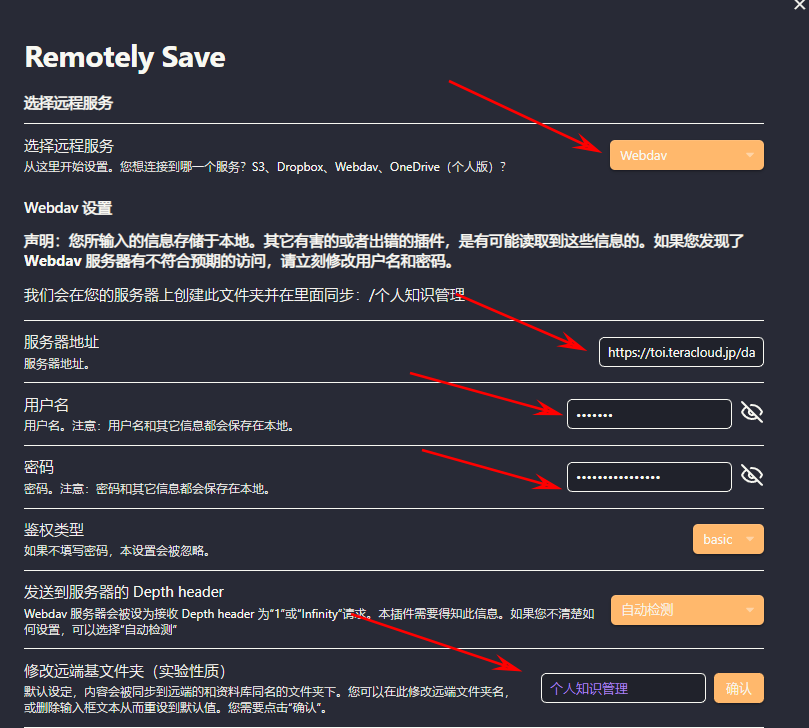 Remotely Save
选择远程服务
选择远程服务
从这里开始设置。您想连接到哪一个服务？S3、Dropbox、Webdav、OneDrive（个人版）？
Webdav
Webdav 设置
声明：您所输入的信息存储于本地。其它有害的或者出错的插件，是有可能读取到这些信息的。如果您发现了
Webdav 服务器有不符合预期的访问，请立刻修改用户名和密码。
我们会在您的服务器上创建此文件夹并在里面同步：/个人知识管理
服务器地址
服务器地址。
https://toi.teracloud.jp/da
用户名
用户名。注意：用户名和其它信息都会保存在本地。
•••••••
密码
密码。注意：密码和其它信息都会保存在本地。
••••••••••••••••
鉴权类型
如果不填写密码，本设置会被忽略。
basic
发送到服务器的 Depth header
Webdav 服务器会被设为接收 Depth header 为“1”或“Infinity”请求。本插件需要得知此信息。如果您不清楚如
何设置，可以选择“自动检测”
自动检测
修改远端基文件夹（实验性质）
默认设定，内容会被同步到远端的和资料库同名的文件夹下。您可以在此修改远端文件夹名，
或删除输入框文本从而重设到默认值。您需要点击“确认”。
个人知识管理
确认